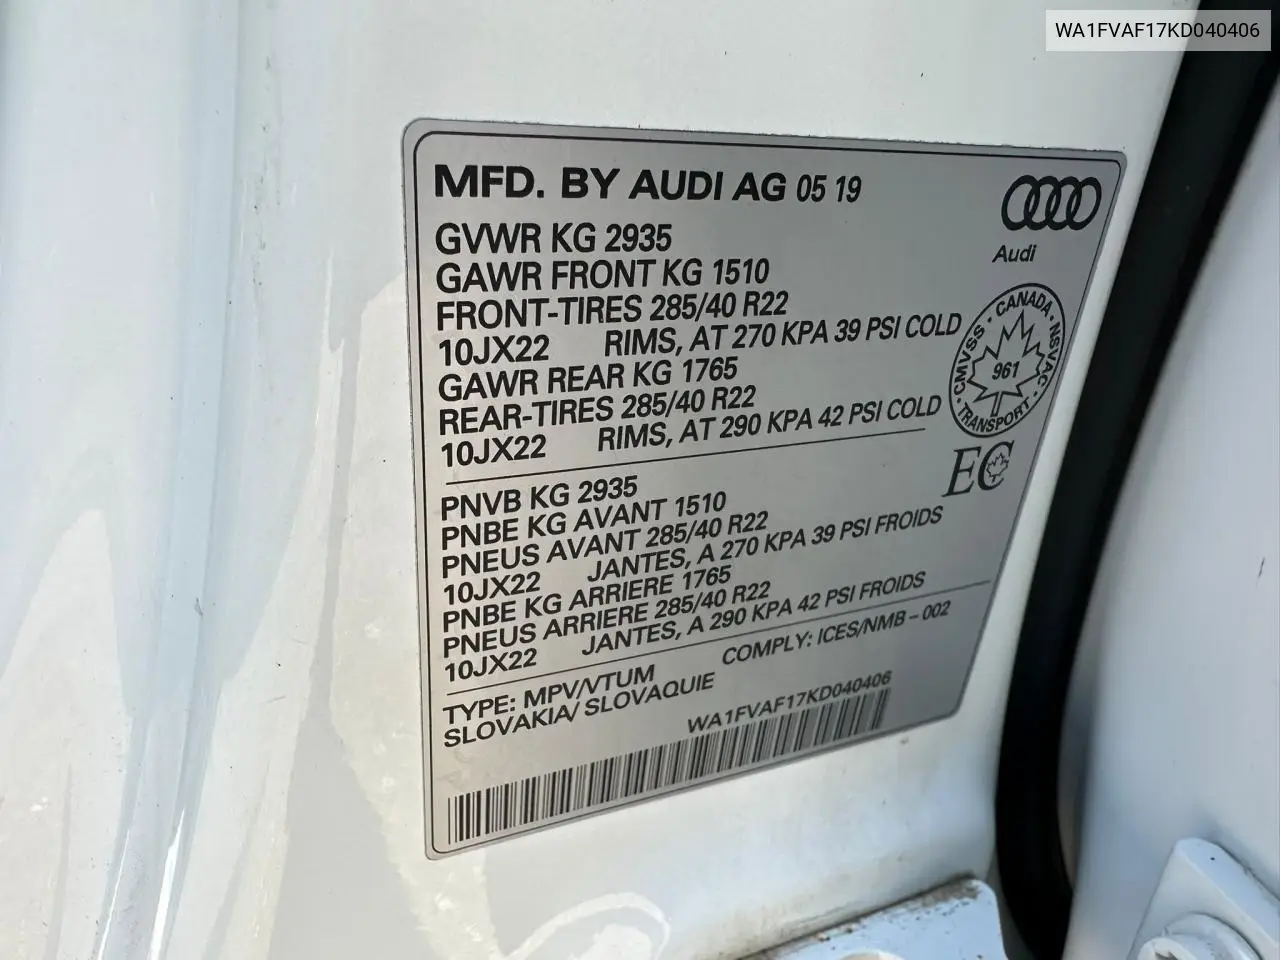 WA1FVAF17KD040406
MFD. BY AUDI AG 05 19
Audi
GVWR KG 2935
GAWR FRONT KG 1510
FRONT-TIRES 285/40 R22
10JX22 RIMS, AT 270 KPA 39 PSI COLD
GAWR REAR KG 1765
REAR-TIRES 285/40 R22
10JX22 RIMS, AT 290 KPA 42 PSI COLD
CMVSS · CANADA · NSVAC · TRANSPORT ·
961
EC
PNVB KG 2935
PNBE KG AVANT 1510
PNEUS AVANT 285/40 R22
10JX22 JANTES, A 270 KPA 39 PSI FROIDS
PNBE KG ARRIERE 1765
PNEUS ARRIERE 285/40 R22
10JX22 JANTES, A 290 KPA 42 PSI FROIDS
TYPE: MPV/VTUM COMPLY: ICES/NMB-002
SLOVAKIA/ SLOVAQUIE
WA1FVAF17KD040406